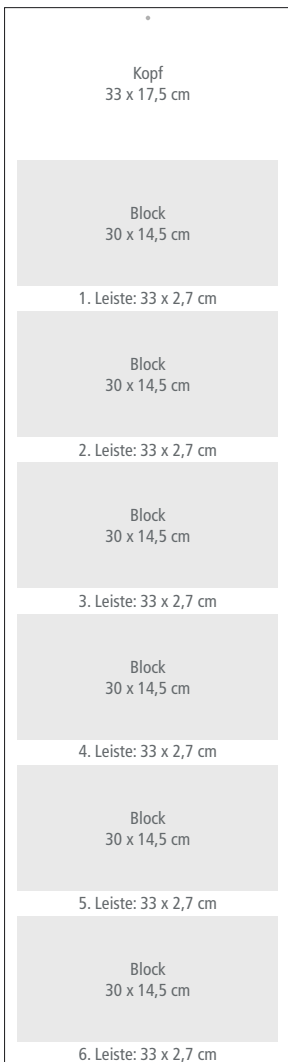 Kopf
33 x 17,5 cm
Block
30 x 14,5 cm
1. Leiste: 33 x 2,7 cm
Block
30 x 14,5 cm
2. Leiste: 33 x 2,7 cm
Block
30 x 14,5 cm
3. Leiste: 33 x 2,7 cm
Block
30 x 14,5 cm
4. Leiste: 33 x 2,7 cm
Block
30 x 14,5 cm
5. Leiste: 33 x 2,7 cm
Block
30 x 14,5 cm
6. Leiste: 33 x 2,7 cm